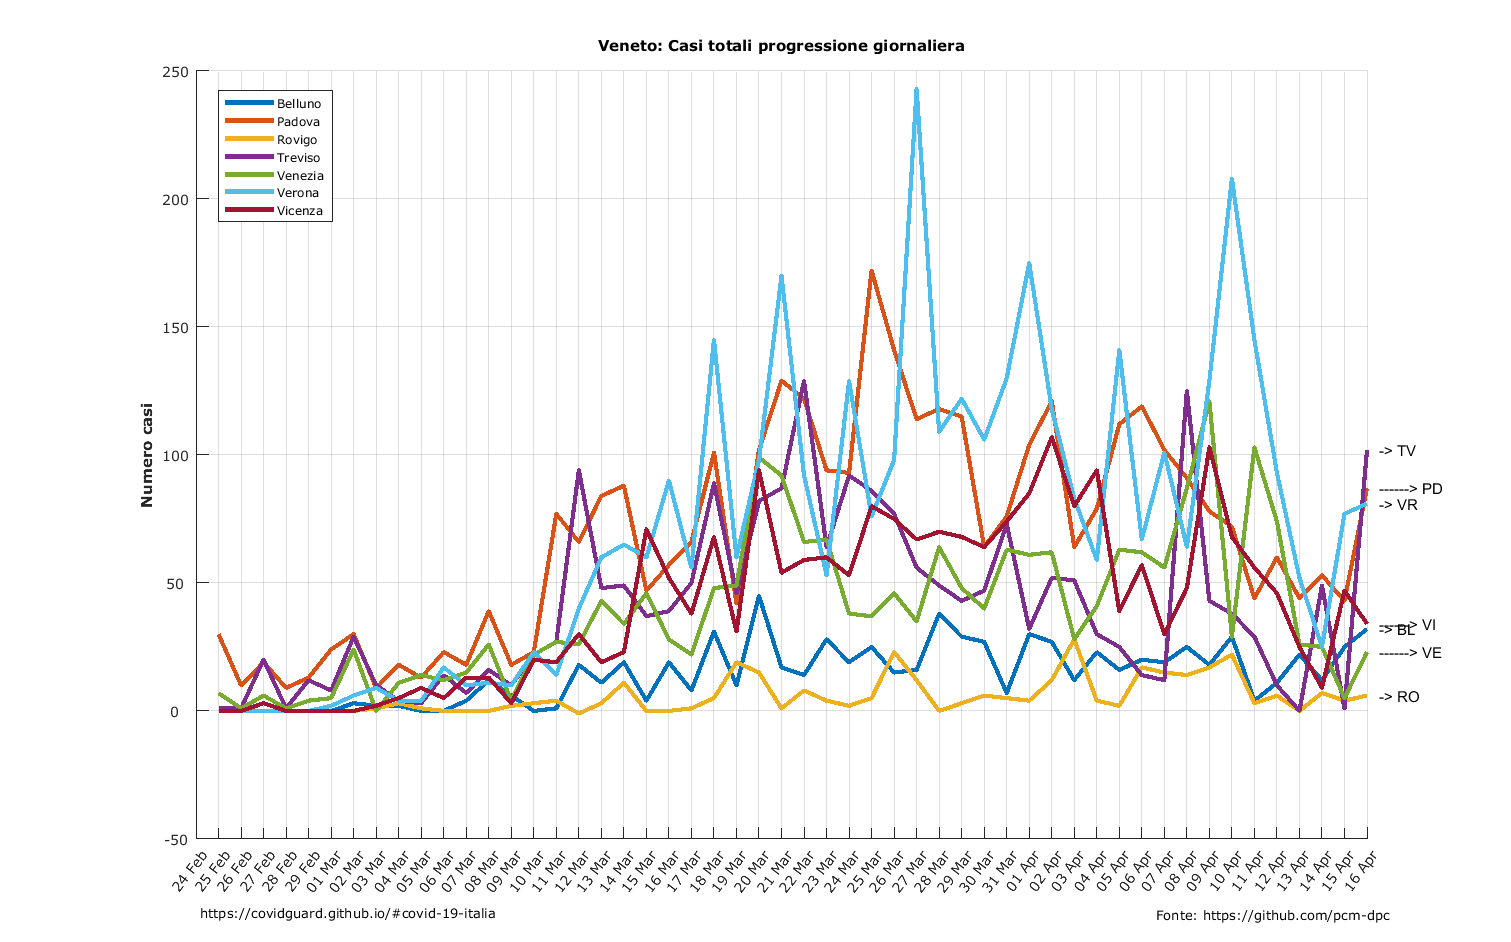 Veneto: Casi totali progressione giornaliera
250
200
150
100
50
0
-50
Numero casi
Belluno
Padova
Rovigo
Treviso
Venezia
Verona
Vicenza
-> TV
------> PD
-> VR
------> VI
-> BL
------> VE
-> RO
24 Feb
25 Feb
26 Feb
27 Feb
28 Feb
29 Feb
01 Mar
02 Mar
03 Mar
04 Mar
05 Mar
06 Mar
07 Mar
08 Mar
09 Mar
10 Mar
11 Mar
12 Mar
13 Mar
14 Mar
15 Mar
16 Mar
17 Mar
18 Mar
19 Mar
20 Mar
21 Mar
22 Mar
23 Mar
24 Mar
25 Mar
26 Mar
27 Mar
28 Mar
29 Mar
30 Mar
31 Mar
01 Apr
02 Apr
03 Apr
04 Apr
05 Apr
06 Apr
07 Apr
08 Apr
09 Apr
10 Apr
11 Apr
12 Apr
13 Apr
14 Apr
15 Apr
16 Apr
https://covidguard.github.io/#covid-19-italia
Fonte: https://github.com/pcm-dpc